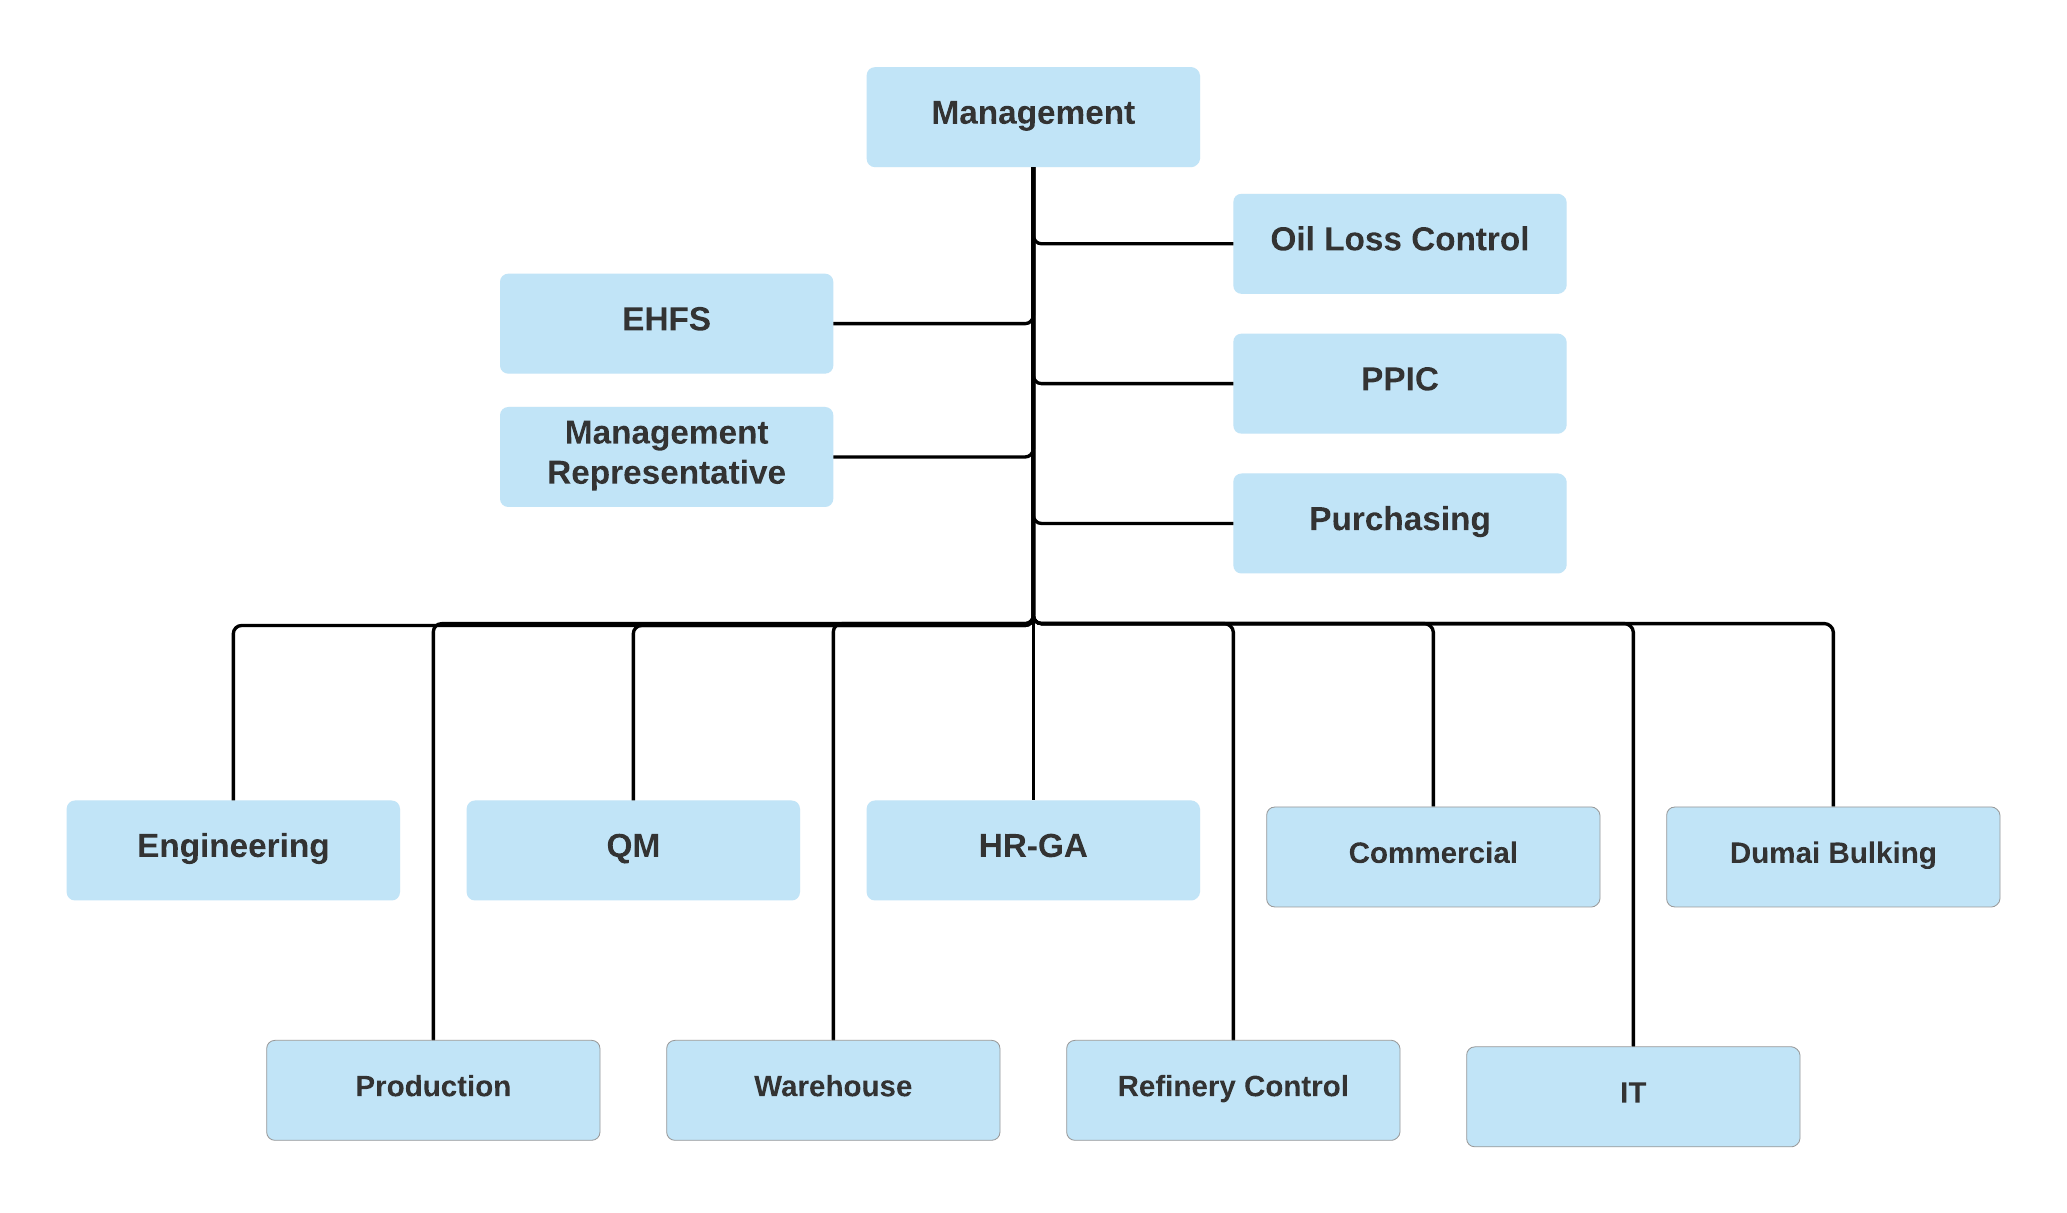 Management
Oil Loss Control
EHFS
PPIC
Management
Representative
Purchasing
Engineering
QM
HR-GA
Commercial
Dumai Bulking
Production
Warehouse
Refinery Control
IT